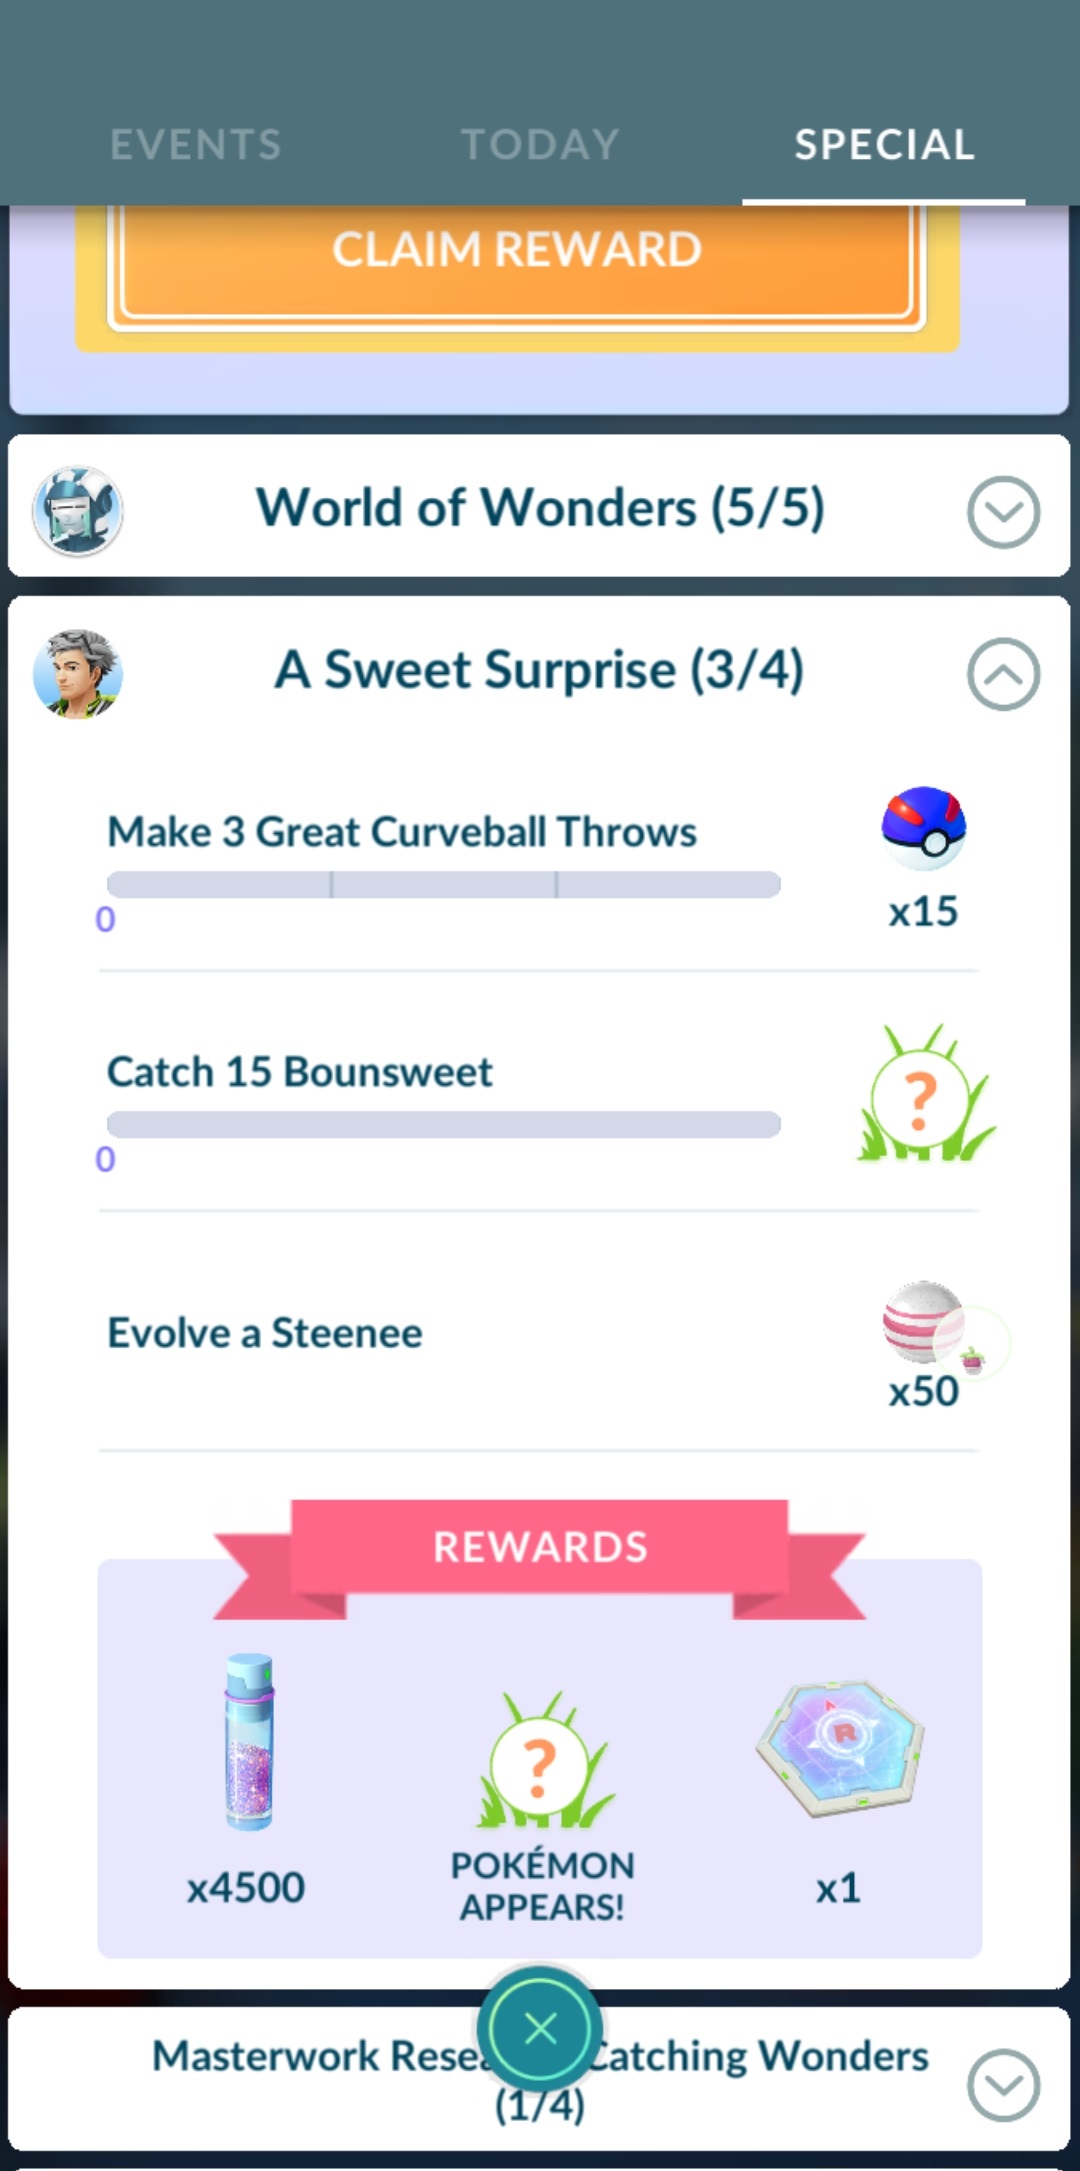 EVENTS
TODAY
SPECIAL
CLAIM REWARD
World of Wonders (5/5)
A Sweet Surprise (3/4)
Make 3 Great Curveball Throws
0
x15
Catch 15 Bounsweet
?
0
Evolve a Steenee
x50
REWARDS
?
R
x4500
POKÉMON
APPEARS!
x1
Masterwork Catching Wonders
(1/4)